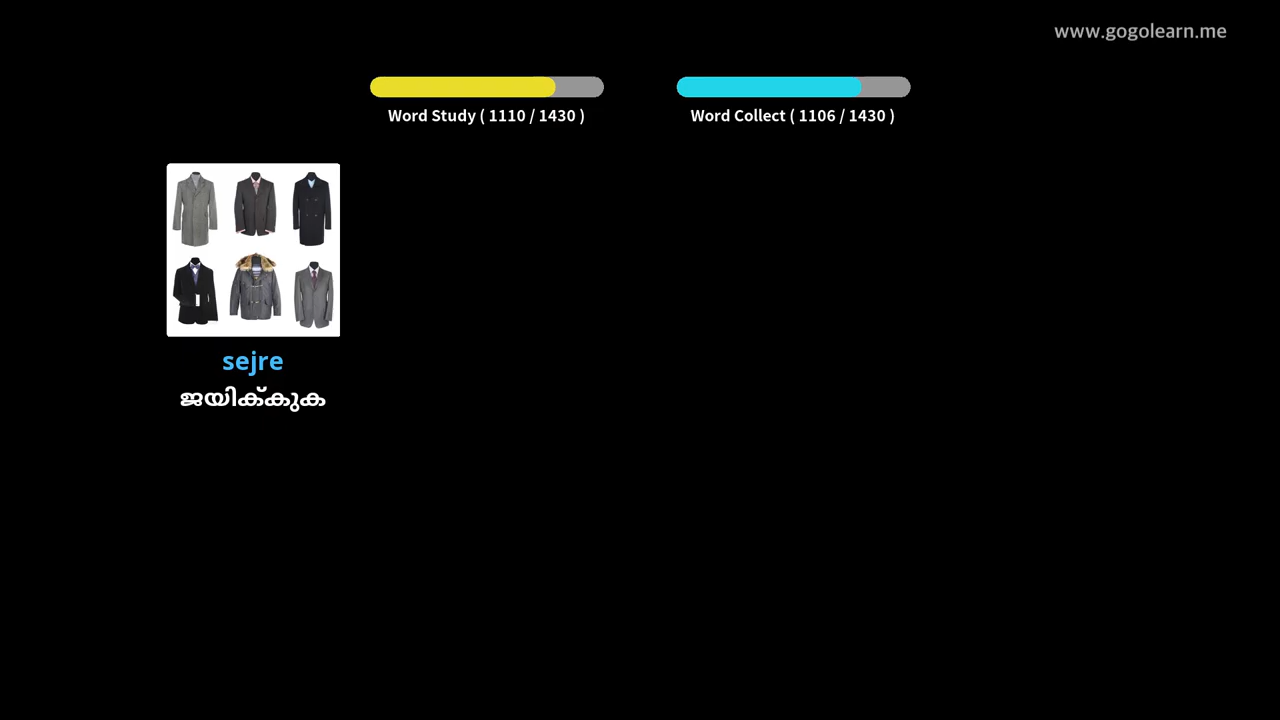 www.gogolearn.me
Word Study ( 1110 / 1430 )
Word Collect ( 1106 / 1430 )
sejre
ജയിക്കുക